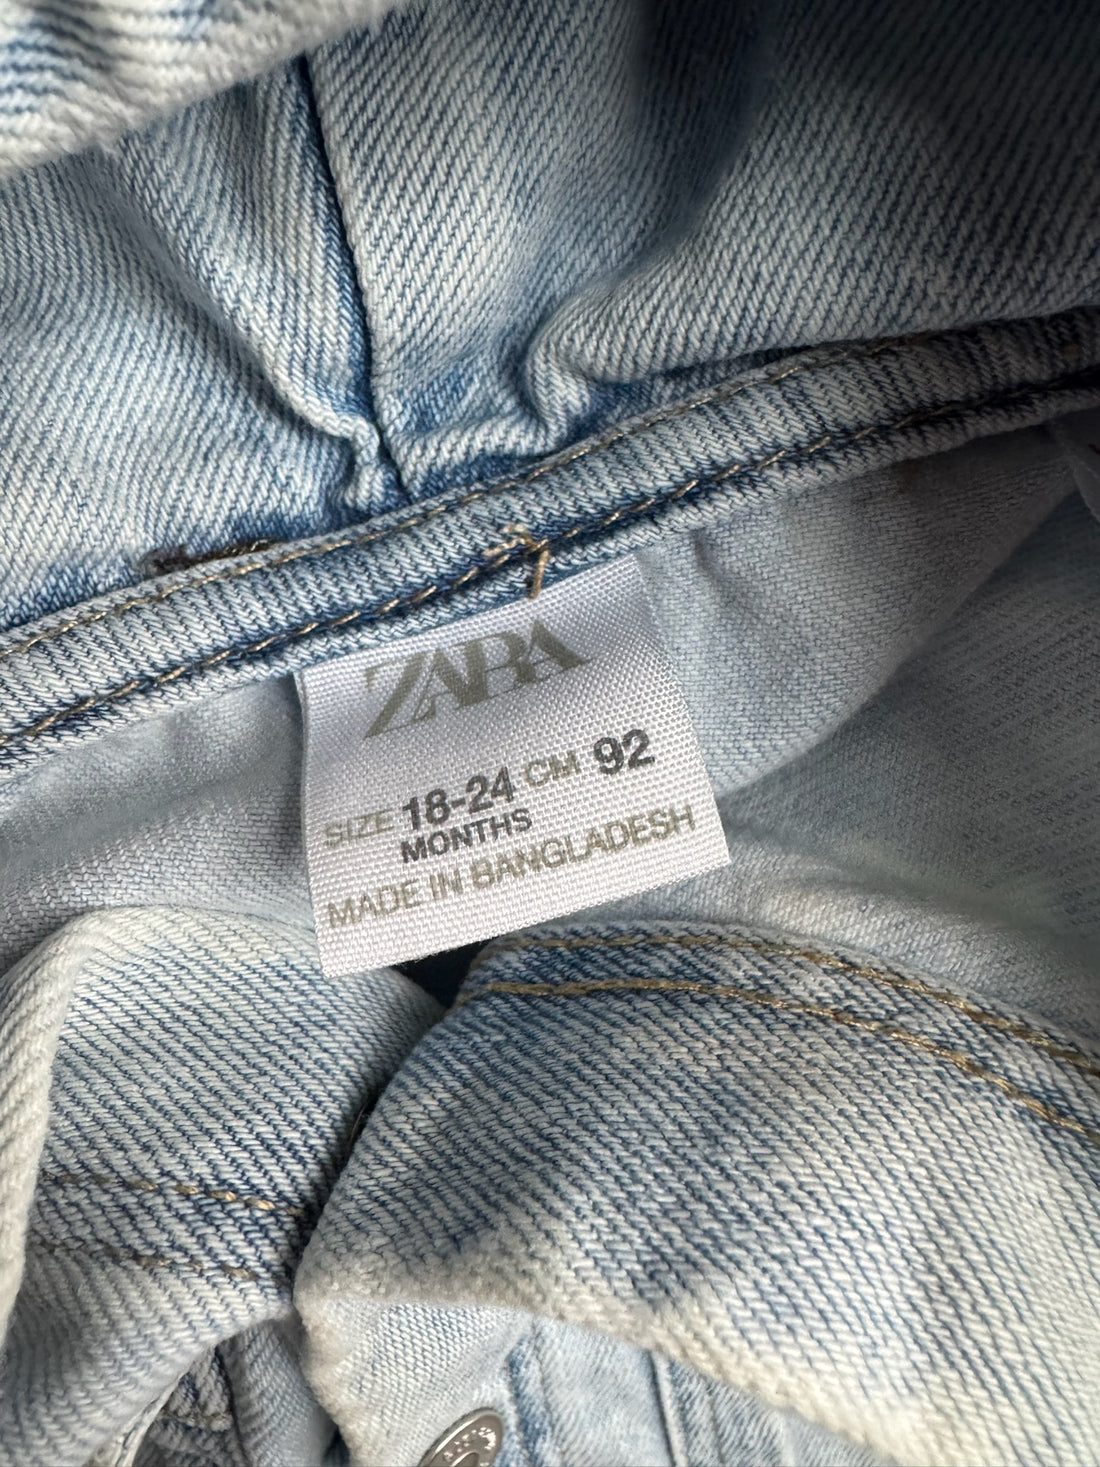 ZARA
SIZE 18-24 CM 92
MONTHS
MADE IN BANGLADESH